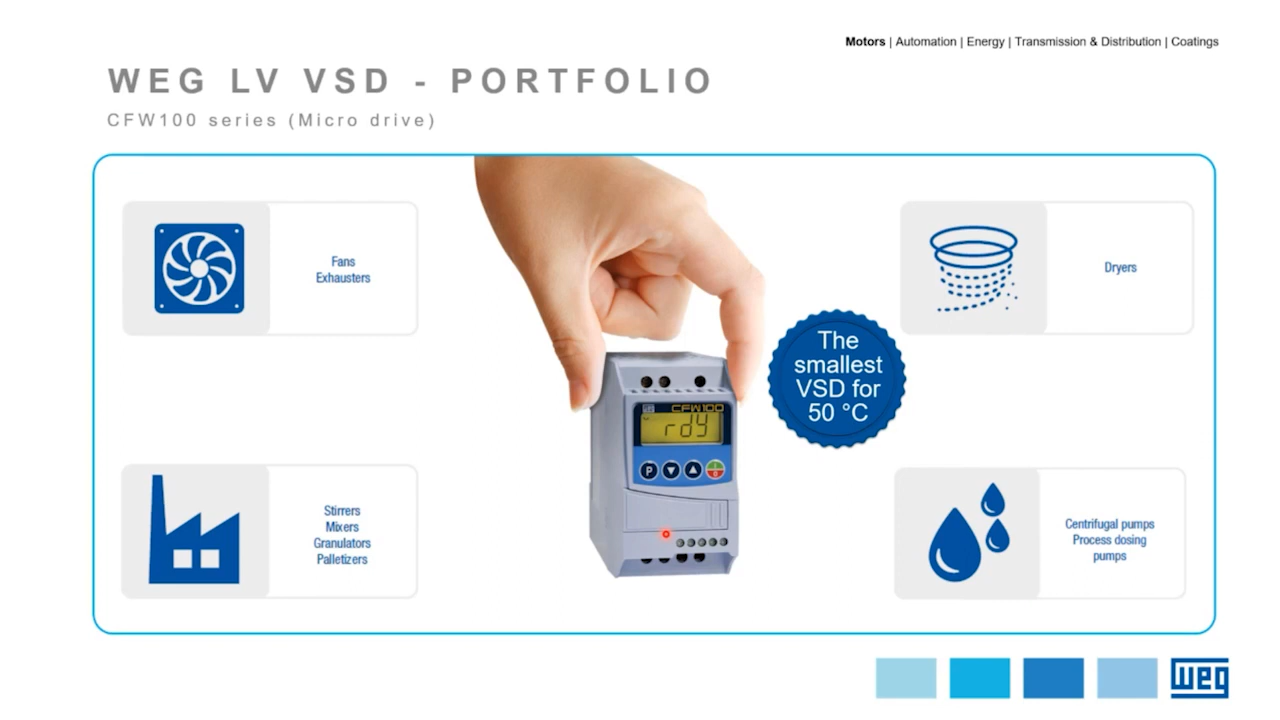 Motors | Automation | Energy | Transmission & Distribution | Coatings
WEG LV VSD - PORTFOLIO
CFW100 series (Micro drive)
Fans
Exhausters
Dryers
The
smallest
VSD for
50 °C
CFW100
rdy
P
Stirrers
Mixers
Granulators
Palletizers
Centrifugal pumps
Process dosing
pumps
weg